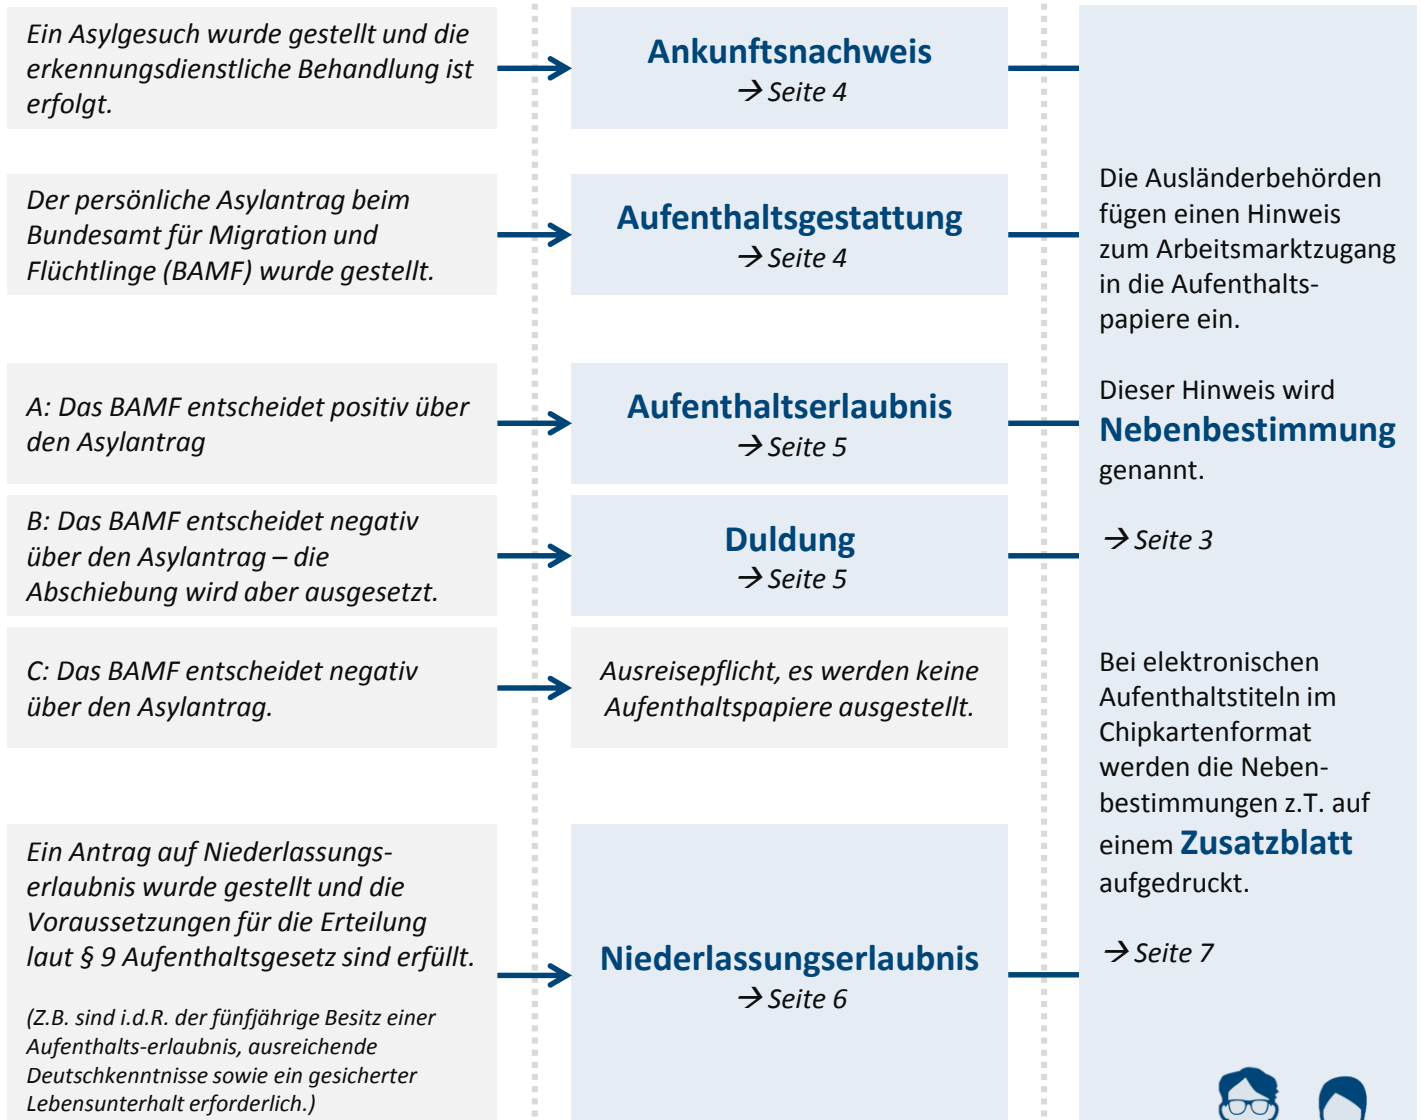 Ein Asylgesuch wurde gestellt und die
erkennungsdienstliche Behandlung ist
erfolgt.
Ankunftsnachweis
→ Seite 4
Der persönliche Asylantrag beim
Bundesamt für Migration und
Flüchtlinge (BAMF) wurde gestellt.
Aufenthaltsgestattung
→ Seite 4
A: Das BAMF entscheidet positiv über
den Asylantrag
Aufenthaltserlaubnis
→ Seite 5
B: Das BAMF entscheidet negativ
über den Asylantrag – die
Abschiebung wird aber ausgesetzt.
Duldung
→ Seite 5
C: Das BAMF entscheidet negativ
über den Asylantrag.
Ausreisepflicht, es werden keine
Aufenthaltspapiere ausgestellt.
Ein Antrag auf Niederlassungs-
erlaubnis wurde gestellt und die
Voraussetzungen für die Erteilung
laut § 9 Aufenthaltsgesetz sind erfüllt.
(Z.B. sind i.d.R. der fünfjährige Besitz einer
Aufenthalts-erlaubnis, ausreichende
Deutschkenntnisse sowie ein gesicherter
Lebensunterhalt erforderlich.)
Niederlassungserlaubnis
→ Seite 6
Die Ausländerbehörden
fügen einen Hinweis
zum Arbeitsmarktzugang
in die Aufenthalts-
papiere ein.
Dieser Hinweis wird
Nebenbestimmung
genannt.
→ Seite 3
Bei elektronischen
Aufenthaltstiteln im
Chipkartenformat
werden die Neben-
bestimmungen z.T. auf
einem Zusatzblatt
aufgedruckt.
→ Seite 7